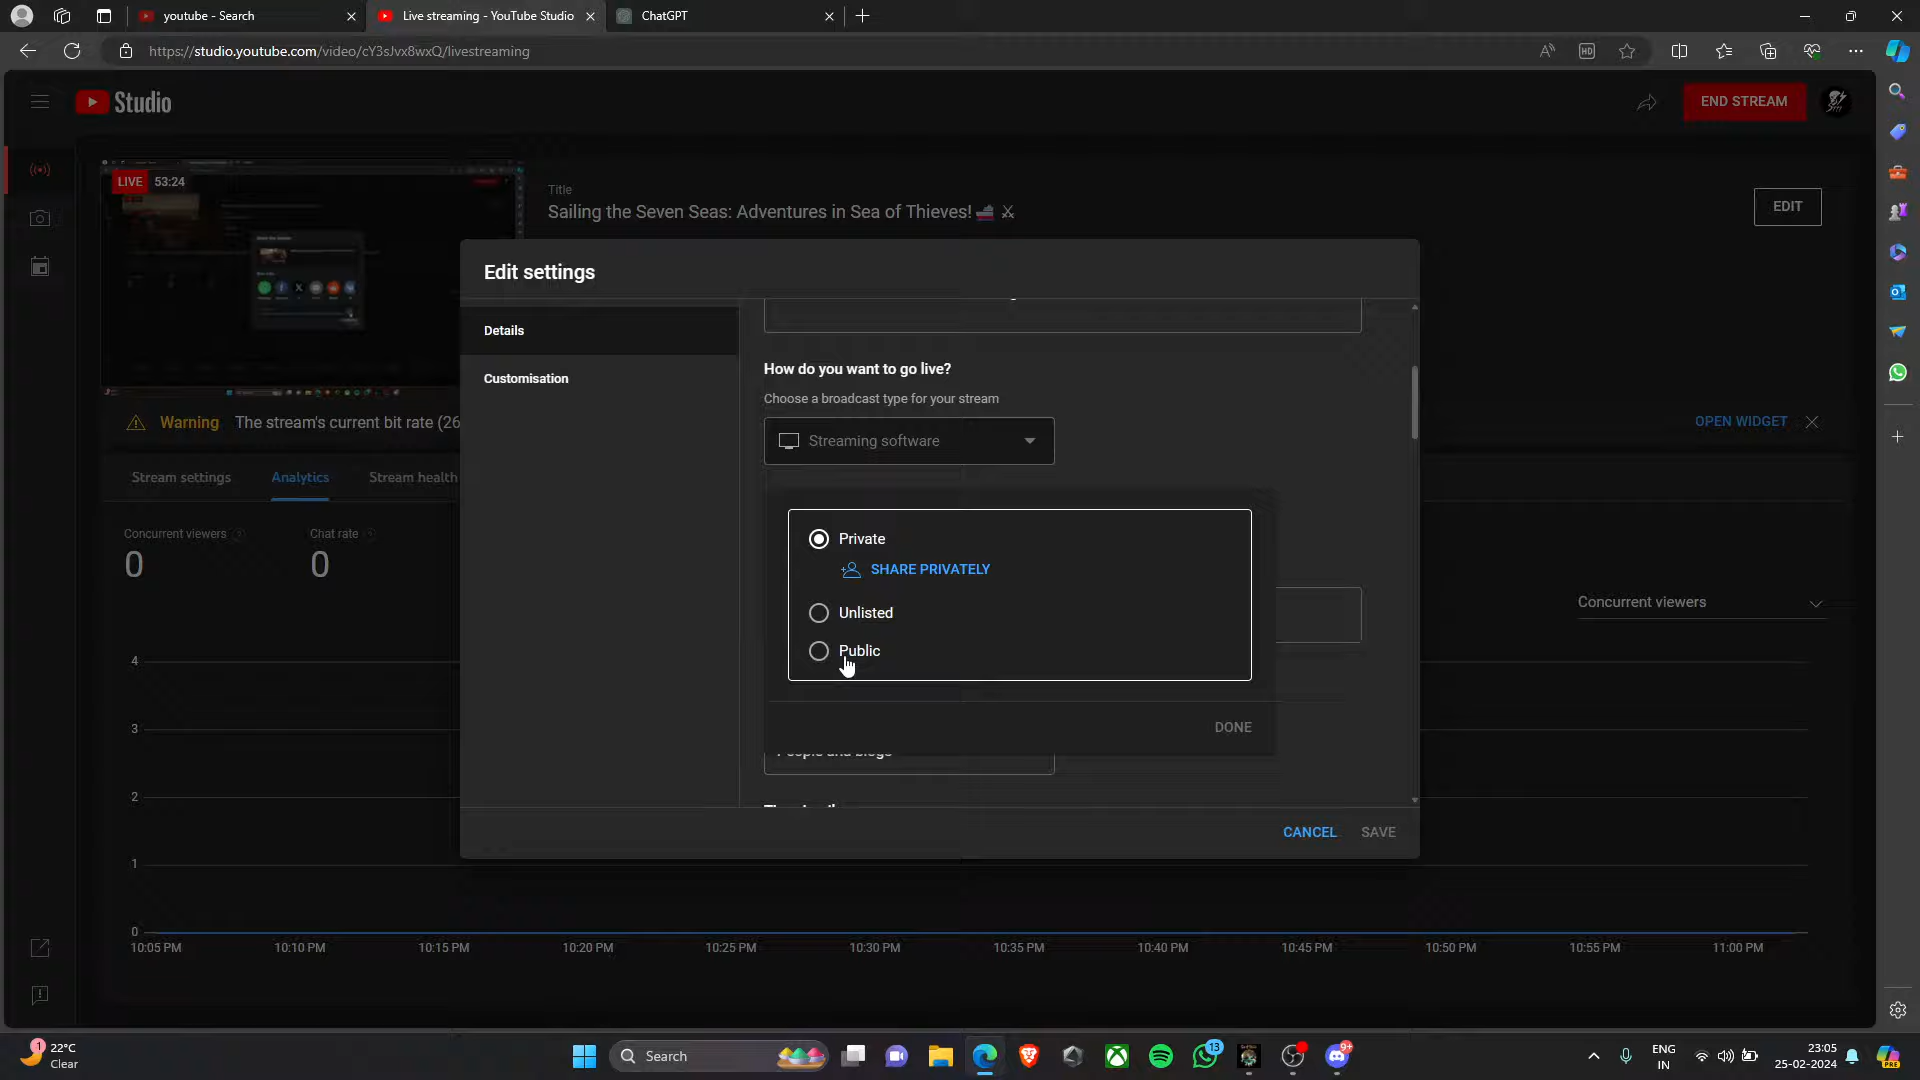 youtube - Search
Live streaming - YouTube Studio
ChatGPT
https://studio.youtube.com/video/cY3sJvx8wxQ/livestreaming
HD
Studio
END STREAM
LIVE 53:24
Title
Sailing the Seven Seas: Adventures in Sea of Thieves!
EDIT
Edit settings
Details
Customisation
How do you want to go live?
Choose a broadcast type for your stream
Streaming software
Warning The stream's current bit rate (26
OPEN WIDGET
Stream settings
Analytics
Stream health
Concurrent viewers
0
Chat rate
0
Private
SHARE PRIVATELY
Unlisted
Public
DONE
Concurrent viewers
CANCEL
SAVE
4
3
2
1
0
10:05 PM
10:10 PM
10:15 PM
10:20 PM
10:25 PM
10:30 PM
10:35 PM
10:40 PM
10:45 PM
10:50 PM
10:55 PM
11:00 PM
1
22°C
Clear
Search
13
9+
ENG
IN
23:05
25-02-2024
PRE